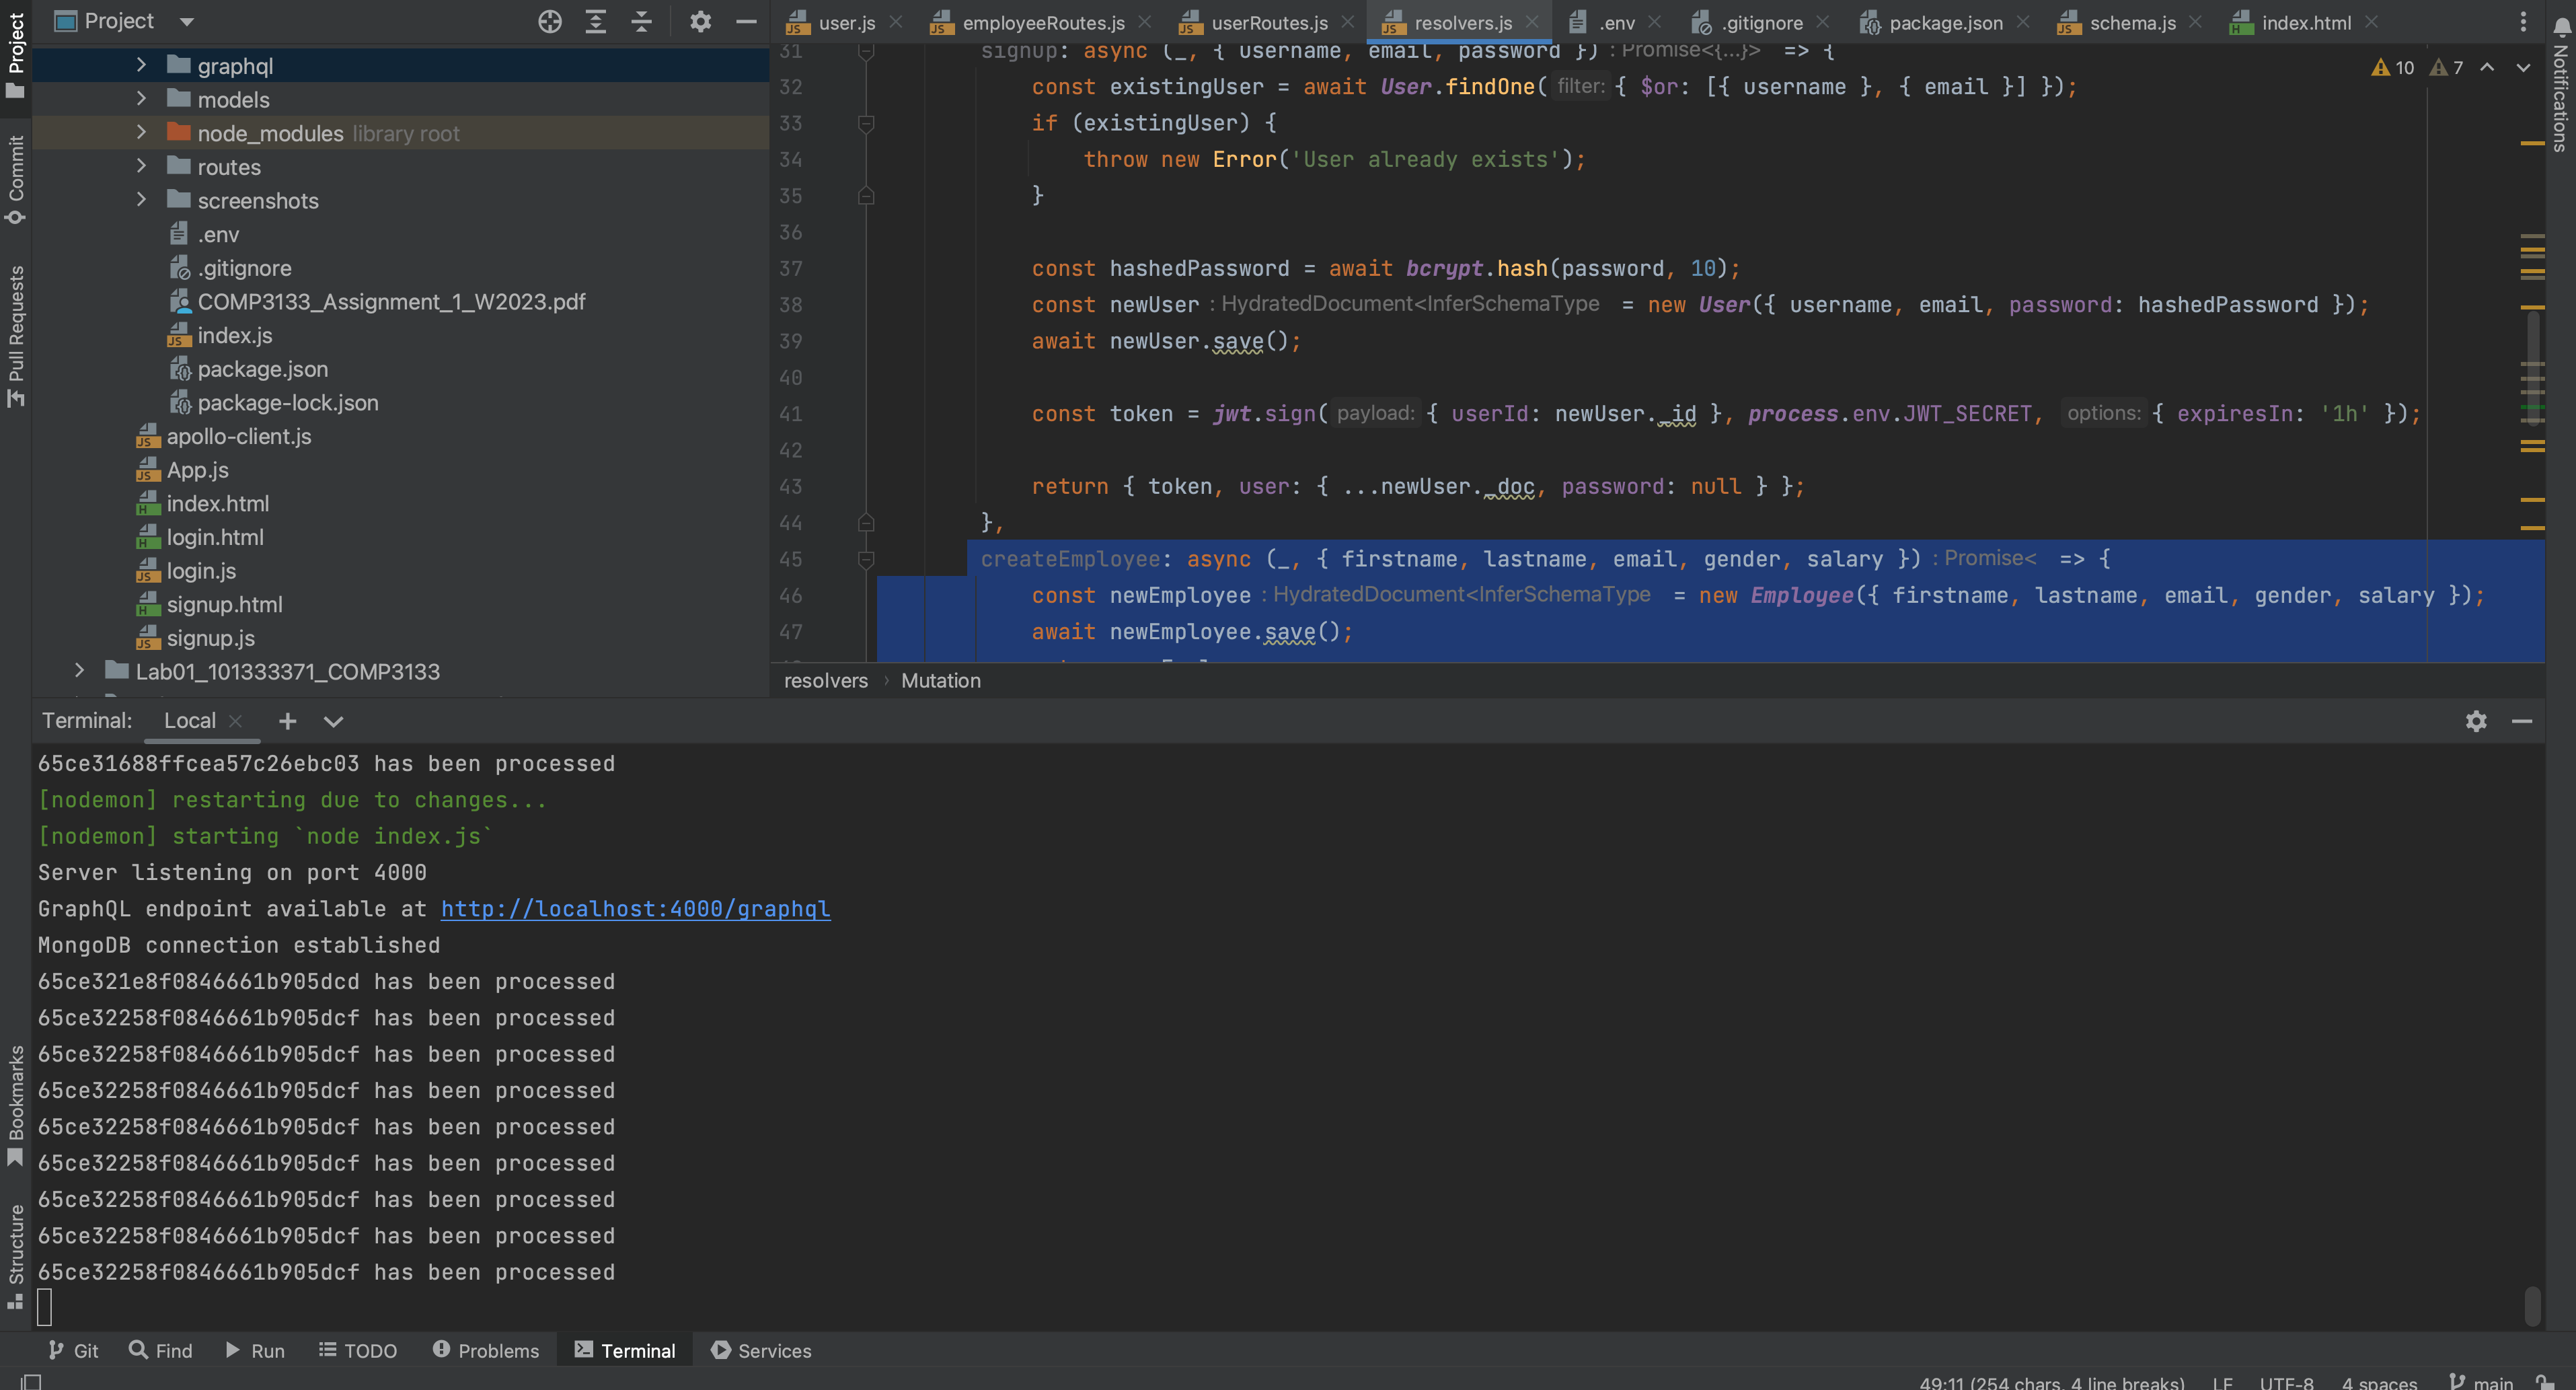 Project
user.js
employeeRoutes.js
userRoutes.js
resolvers.js
.env
.gitignore
package.json
schema.js
index.html
Project
Commit
Pull Requests
Bookmarks
Structure
Notifications
graphql
models
node_modules library root
routes
screenshots
.env
.gitignore
COMP3133_Assignment_1_W2023.pdf
index.js
package.json
package-lock.json
apollo-client.js
App.js
index.html
login.html
login.js
signup.html
signup.js
Lab01_101333371_COMP3133
10 7
31 signup: async (_, { username, email, password }) : Promise<{...}> => {
32 const existingUser = await User.findOne( filter: { $or: [{ username }, { email }] });
33 if (existingUser) {
34 throw new Error('User already exists');
35 }
36
37 const hashedPassword = await bcrypt.hash(password, 10);
38 const newUser : HydratedDocument<InferSchemaType = new User({ username, email, password: hashedPassword });
39 await newUser.save();
40
41 const token = jwt.sign( payload: { userId: newUser._id }, process.env.JWT_SECRET, options: { expiresIn: '1h' });
42
43 return { token, user: { ...newUser._doc, password: null } };
44 },
45 createEmployee: async (_, { firstname, lastname, email, gender, salary }) : Promise< => {
46 const newEmployee : HydratedDocument<InferSchemaType = new Employee({ firstname, lastname, email, gender, salary });
47 await newEmployee.save();
resolvers › Mutation
Terminal: Local
65ce31688ffcea57c26ebc03 has been processed
[nodemon] restarting due to changes...
[nodemon] starting `node index.js`
Server listening on port 4000
GraphQL endpoint available at http://localhost:4000/graphql
MongoDB connection established
65ce321e8f0846661b905dcd has been processed
65ce32258f0846661b905dcf has been processed
65ce32258f0846661b905dcf has been processed
65ce32258f0846661b905dcf has been processed
65ce32258f0846661b905dcf has been processed
65ce32258f0846661b905dcf has been processed
65ce32258f0846661b905dcf has been processed
65ce32258f0846661b905dcf has been processed
65ce32258f0846661b905dcf has been processed
Git Find Run TODO Problems Terminal Services
49:11 (254 chars, 4 line breaks) LF UTF-8 4 spaces main